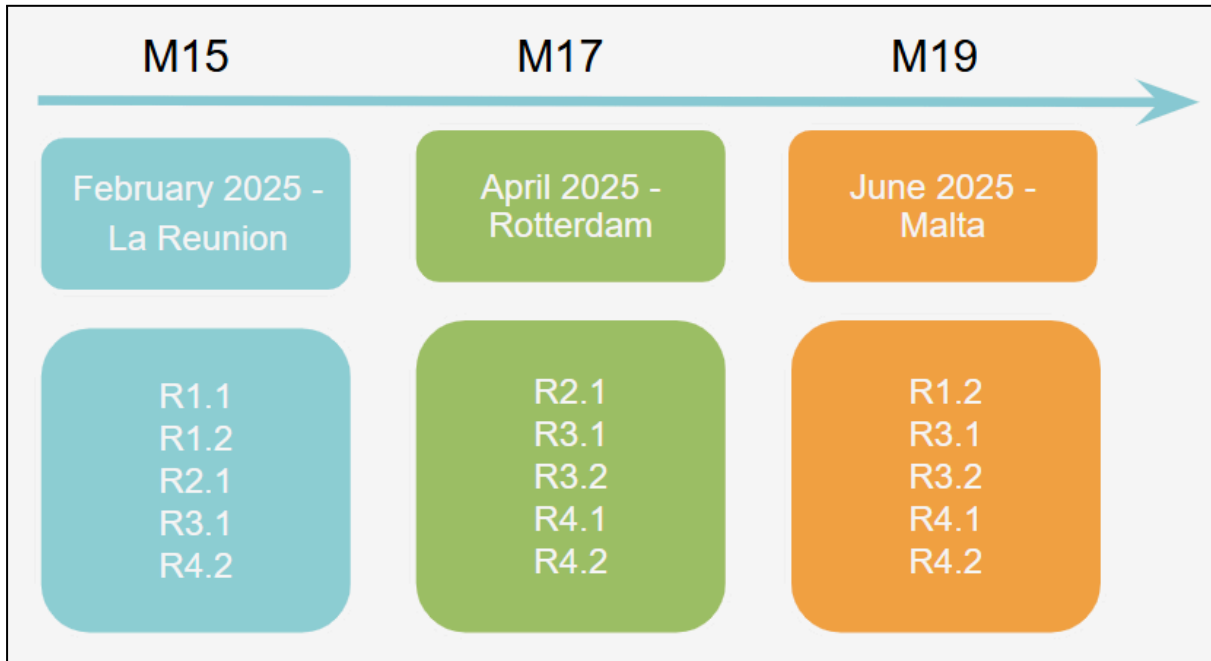 M15
M17
M19
February 2025 -
La Reunion
April 2025 -
Rotterdam
June 2025 -
Malta
R1.1
R1.2
R2.1
R3.1
R4.2
R2.1
R3.1
R3.2
R4.1
R4.2
R1.2
R3.1
R3.2
R4.1
R4.2